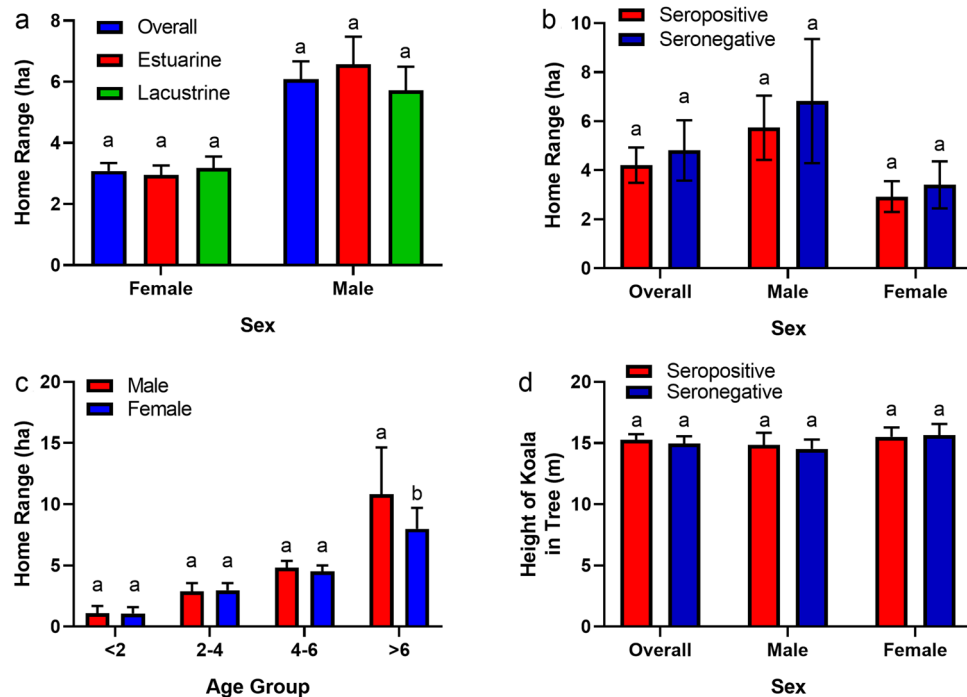 a
Overall
Estuarine
Lacustrine
Home Range (ha)
8
6
4
2
0
a a a
a a a
Female Male
Sex
b
Seropositive
Seronegative
Home Range (ha)
10
8
6
4
2
0
a a
a a
a a
Overall Male Female
Sex
c
Male
Female
Home Range (ha)
20
15
10
5
0
a a
a a
a a
a b
<2 2-4 4-6 >6
Age Group
d
Seropositive
Seronegative
Height of Koala
in Tree (m)
20
15
10
5
0
a a
a a
a a
Overall Male Female
Sex